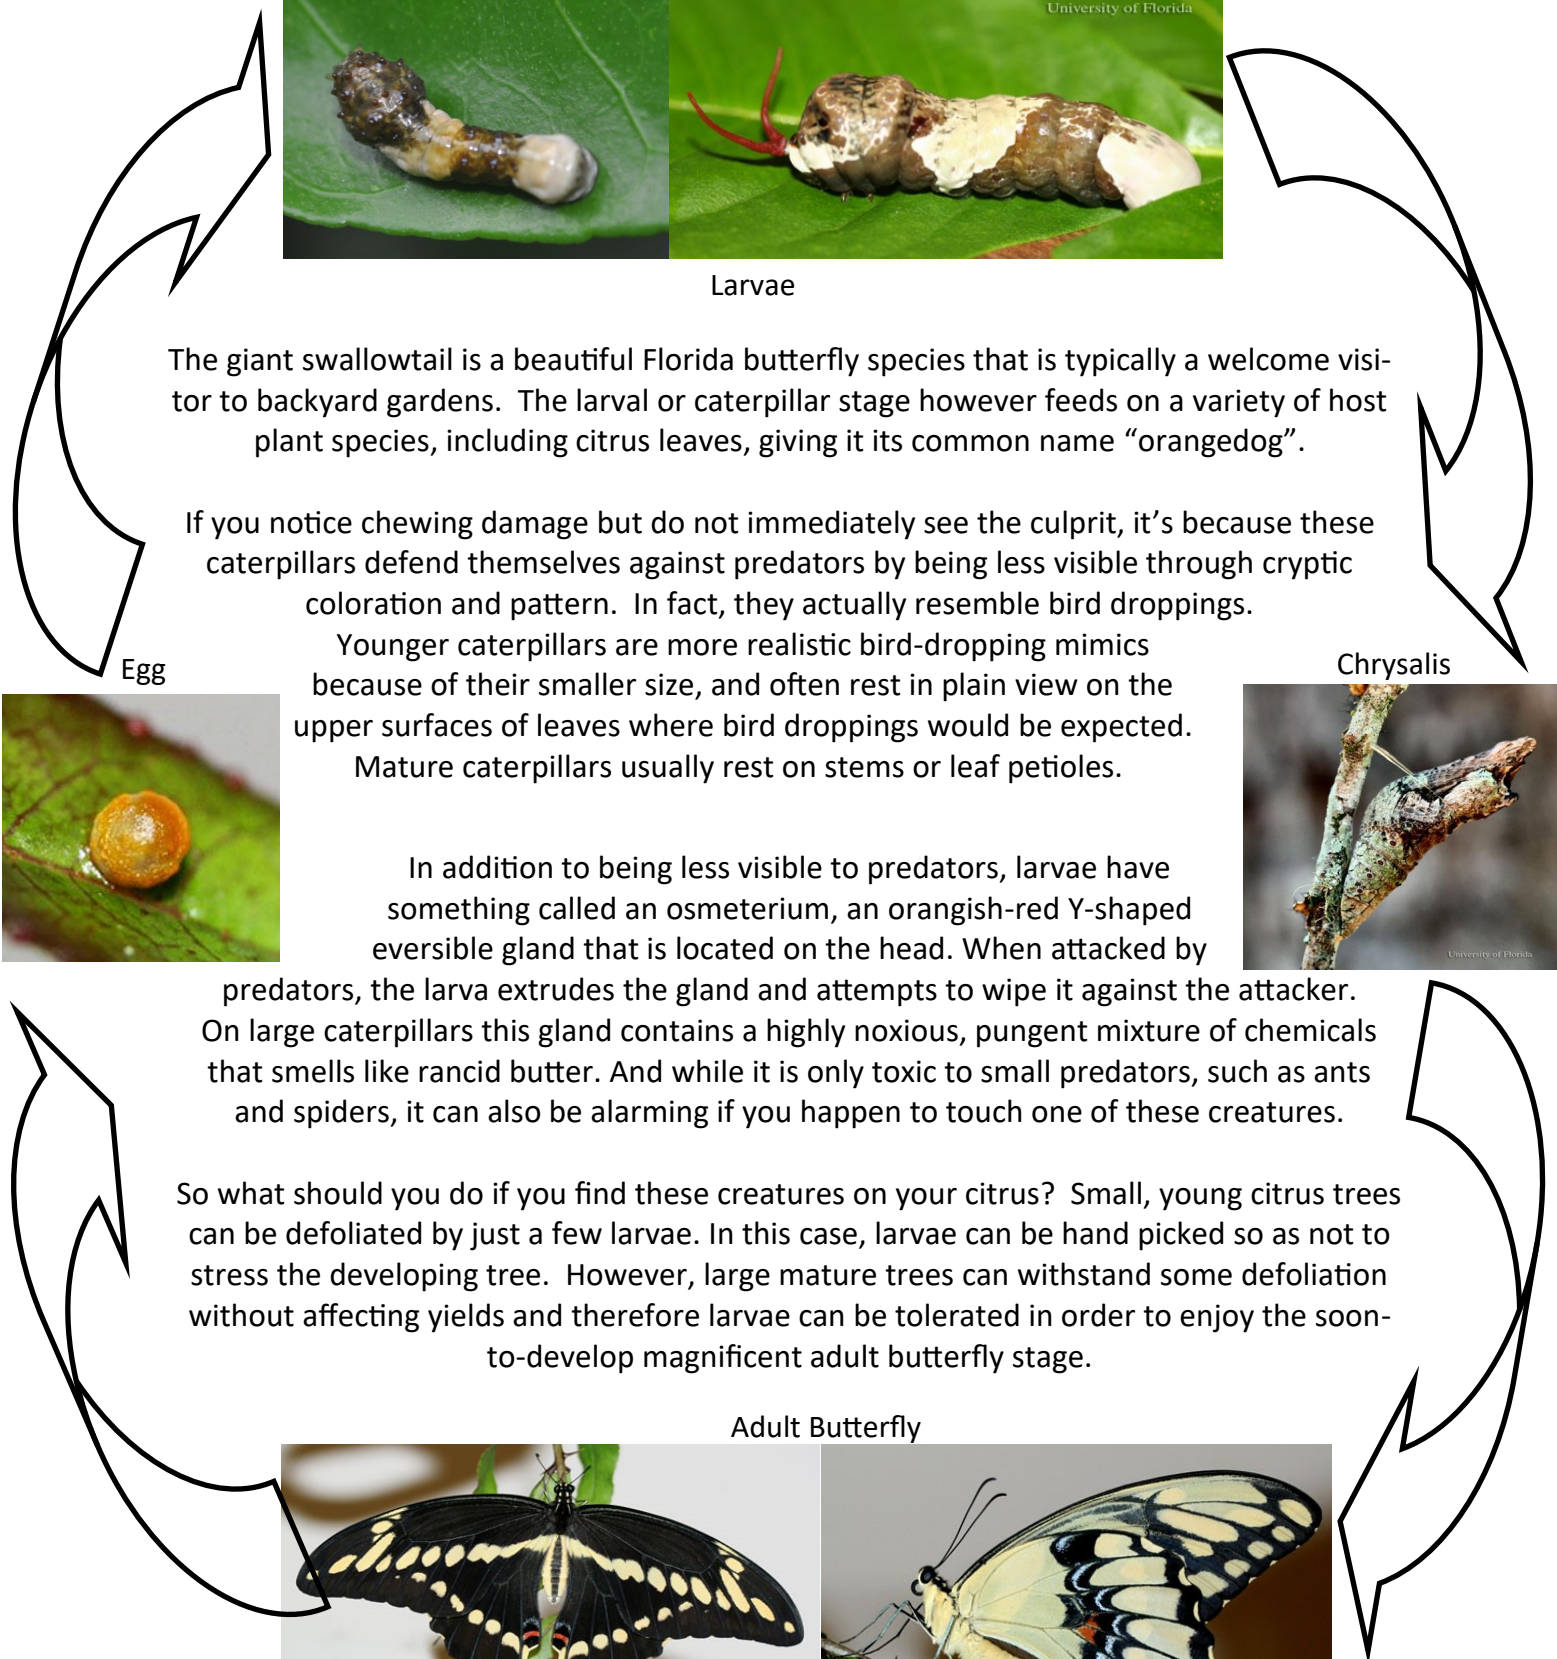 University of Florida
Larvae
The giant swallowtail is a beautiful Florida butterfly species that is typically a welcome visi-
tor to backyard gardens.  The larval or caterpillar stage however feeds on a variety of host
plant species, including citrus leaves, giving it its common name “orangedog”.
If you notice chewing damage but do not immediately see the culprit, it’s because these
caterpillars defend themselves against predators by being less visible through cryptic
coloration and pattern.  In fact, they actually resemble bird droppings.
Younger caterpillars are more realistic bird-dropping mimics
because of their smaller size, and often rest in plain view on the
upper surfaces of leaves where bird droppings would be expected.
Mature caterpillars usually rest on stems or leaf petioles.
Egg
Chrysalis
University of Florida
In addition to being less visible to predators, larvae have
something called an osmeterium, an orangish-red Y-shaped
eversible gland that is located on the head. When attacked by
predators, the larva extrudes the gland and attempts to wipe it against the attacker.
On large caterpillars this gland contains a highly noxious, pungent mixture of chemicals
that smells like rancid butter. And while it is only toxic to small predators, such as ants
and spiders, it can also be alarming if you happen to touch one of these creatures.
So what should you do if you find these creatures on your citrus?  Small, young citrus trees
can be defoliated by just a few larvae. In this case, larvae can be hand picked so as not to
stress the developing tree.  However, large mature trees can withstand some defoliation
without affecting yields and therefore larvae can be tolerated in order to enjoy the soon-
to-develop magnificent adult butterfly stage.
Adult Butterfly